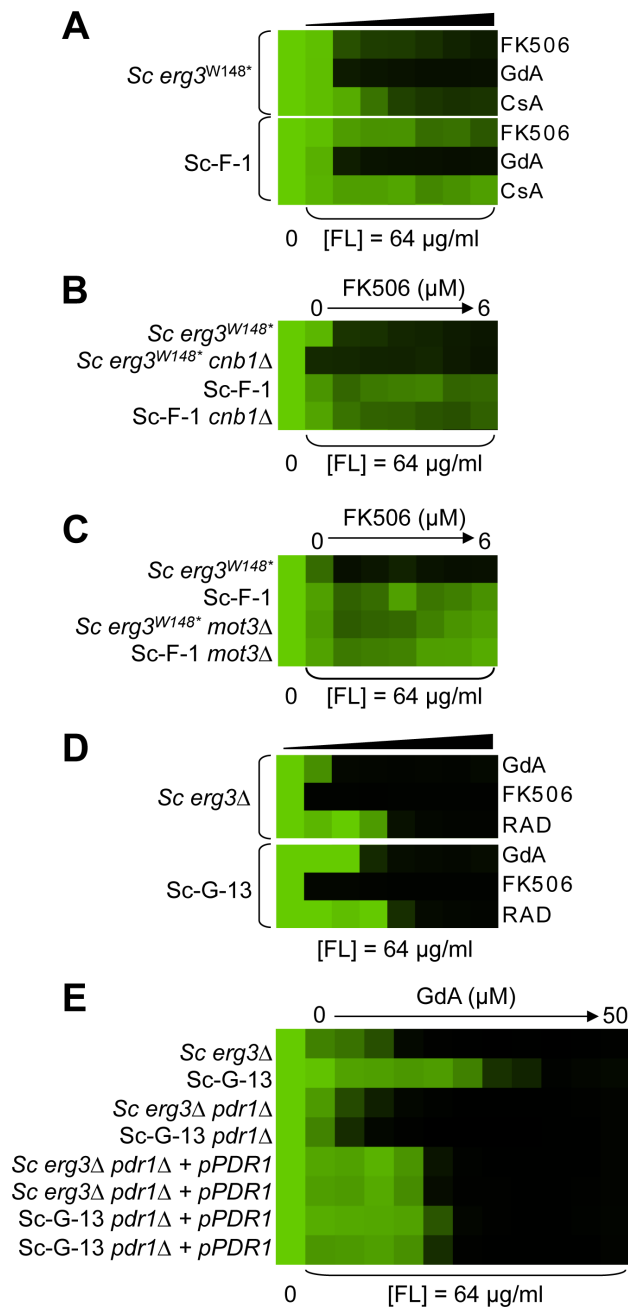 A
Sc erg3W148*
FK506
GdA
CsA
Sc-F-1
FK506
GdA
CsA
0 [FL] = 64 µg/ml
B
FK506 (µM)
0 6
Sc erg3W148*
Sc erg3W148* cnb1Δ
Sc-F-1
Sc-F-1 cnb1Δ
0 [FL] = 64 µg/ml
C
FK506 (µM)
0 6
Sc erg3W148*
Sc-F-1
Sc erg3W148* mot3Δ
Sc-F-1 mot3Δ
0 [FL] = 64 µg/ml
D
Sc erg3Δ
GdA
FK506
RAD
Sc-G-13
GdA
FK506
RAD
[FL] = 64 µg/ml
E
GdA (µM)
0 50
Sc erg3Δ
Sc-G-13
Sc erg3Δ pdr1Δ
Sc-G-13 pdr1Δ
Sc erg3Δ pdr1Δ + pPDR1
Sc erg3Δ pdr1Δ + pPDR1
Sc-G-13 pdr1Δ + pPDR1
Sc-G-13 pdr1Δ + pPDR1
0 [FL] = 64 µg/ml